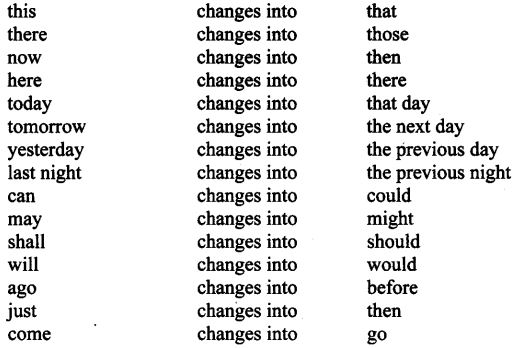 this changes into that
there changes into those
now changes into then
here changes into there
today changes into that day
tomorrow changes into the next day
yesterday changes into the previous day
last night changes into the previous night
can changes into could
may changes into might
shall changes into should
will changes into would
ago changes into before
just changes into then
come changes into go